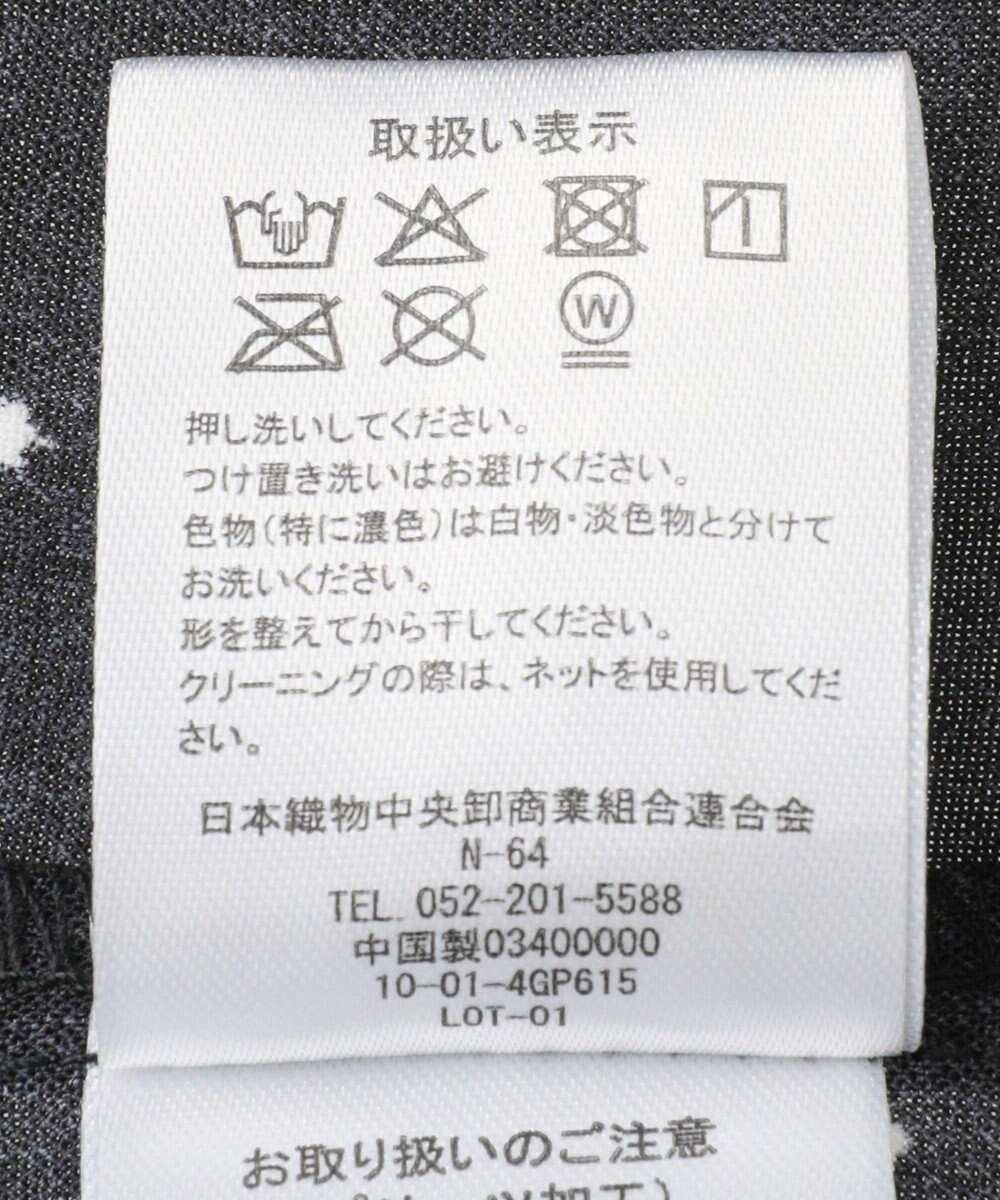 取扱い表示
W
押し洗いしてください。
つけ置き洗いはお避けください。
色物(特に濃色)は白物・淡色物と分けて
お洗いください。
形を整えてから干してください。
クリーニングの際は、ネットを使用してくだ
さい。
日本織物中央卸商業組合連合会
N-64
TEL. 052-201-5588
中国製03400000
10-01-4GP615
LOT-01
お取り扱いのご注意